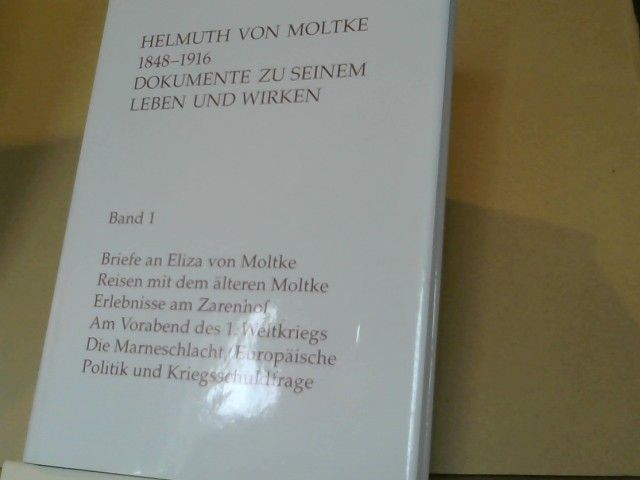 HELMUTH VON MOLTKE
1848–1916
DOKUMENTE ZU SEINEM
LEBEN UND WIRKEN
Band 1
Briefe an Eliza von Moltke
Reisen mit dem älteren Moltke
Erlebnisse am Zarenhof
Am Vorabend des 1. Weltkriegs
Die Marneschlacht/Europäische
Politik und Kriegsschuldfrage